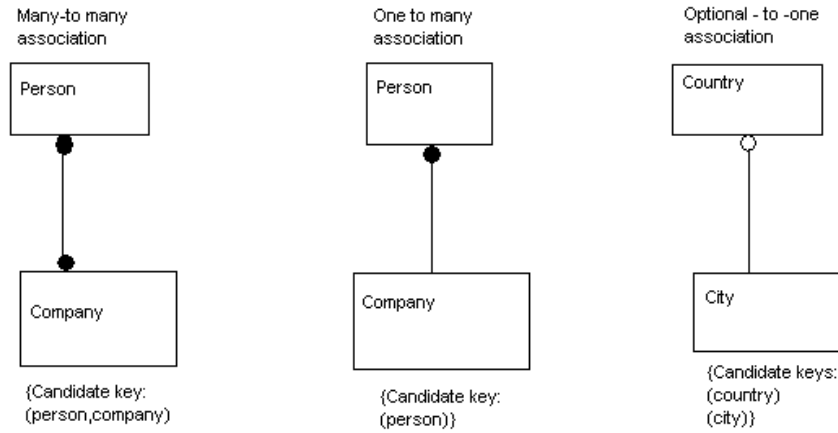 Many-to many
association
Person
Company
{Candidate key:
(person,company)
One to many
association
Person
Company
{Candidate key:
(person)}
Optional - to -one
association
Country
City
{Candidate keys:
(country)
(city)}